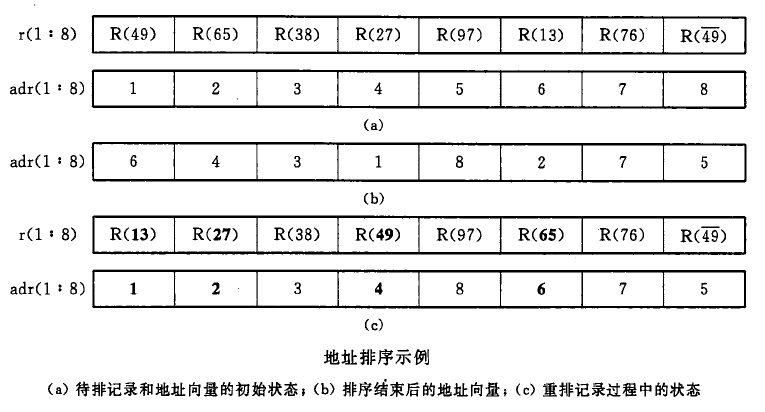 r(1：8) R(49) R(65) R(38) R(27) R(97) R(13) R(76) R(4̅9̅)
adr(1：8) 1 2 3 4 5 6 7 8
(a)
adr(1：8) 6 4 3 1 8 2 7 5
(b)
r(1：8) R(13) R(27) R(38) R(49) R(97) R(65) R(76) R(4̅9̅)
adr(1：8) 1 2 3 4 8 6 7 5
(c)
地址排序示例
(a) 待排记录和地址向量的初始状态；(b) 排序结束后的地址向量；(c) 重排记录过程中的状态